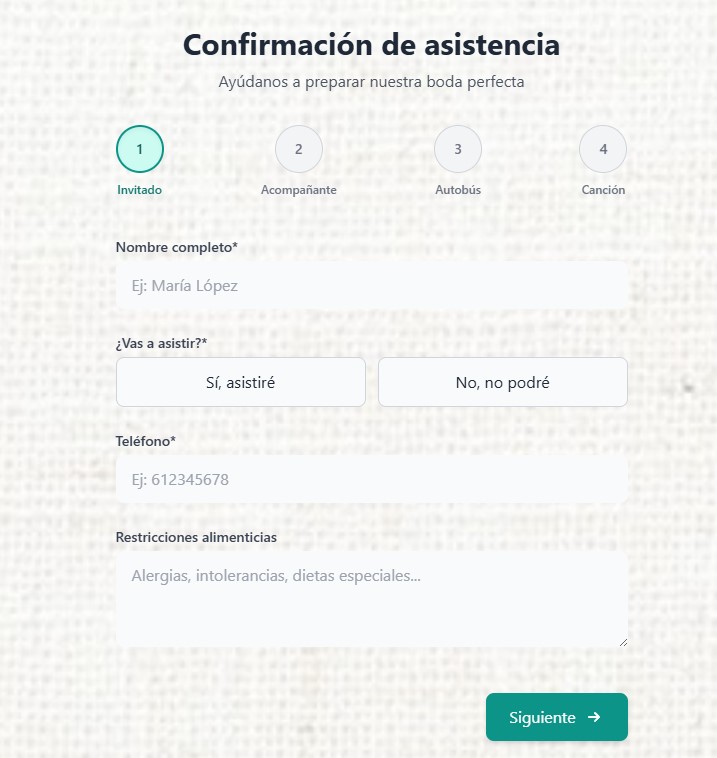 Confirmación de asistencia
Ayúdanos a preparar nuestra boda perfecta
1 2 3 4
Invitado Acompañante Autobús Canción
Nombre completo*
Ej: María López
¿Vas a asistir?*
Sí, asistiré No, no podré
Teléfono*
Ej: 612345678
Restricciones alimenticias
Alergias, intolerancias, dietas especiales...
Siguiente →